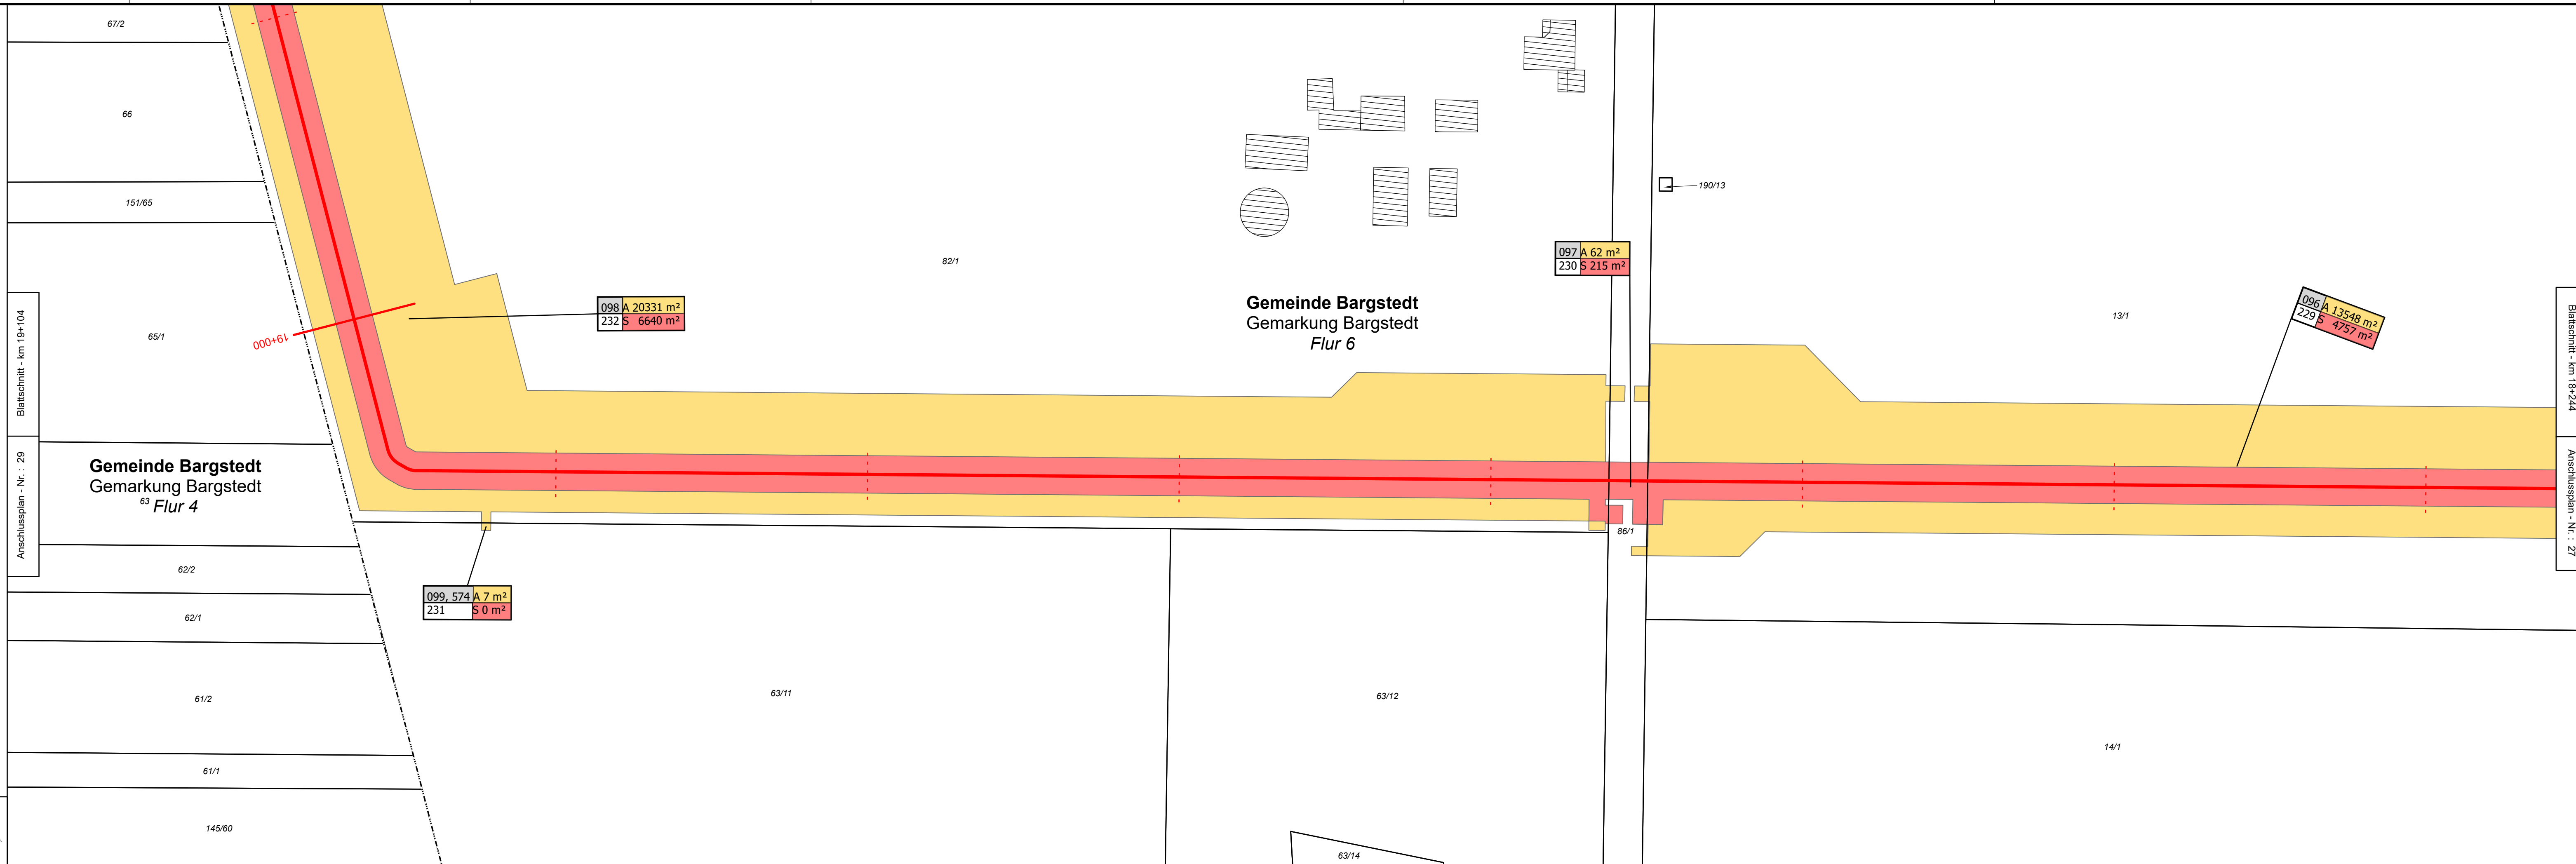 67/2
66
151/65
65/1
Blattschnitt - km 19+104
Anschlussplan - Nr. : 29
Gemeinde Bargstedt
Gemarkung Bargstedt
63 Flur 4
62/2
62/1
61/2
61/1
145/60
19+000
098 A 20331 m²
232 S 6640 m²
099, 574 A 7 m²
231 S 0 m²
82/1
Gemeinde Bargstedt
Gemarkung Bargstedt
Flur 6
097 A 62 m²
230 S 215 m²
190/13
86/1
63/11
63/12
63/14
13/1
096 A 13548 m²
229 S 4757 m²
14/1
Blattschnitt - km 18+244
Anschlussplan - Nr. : 27